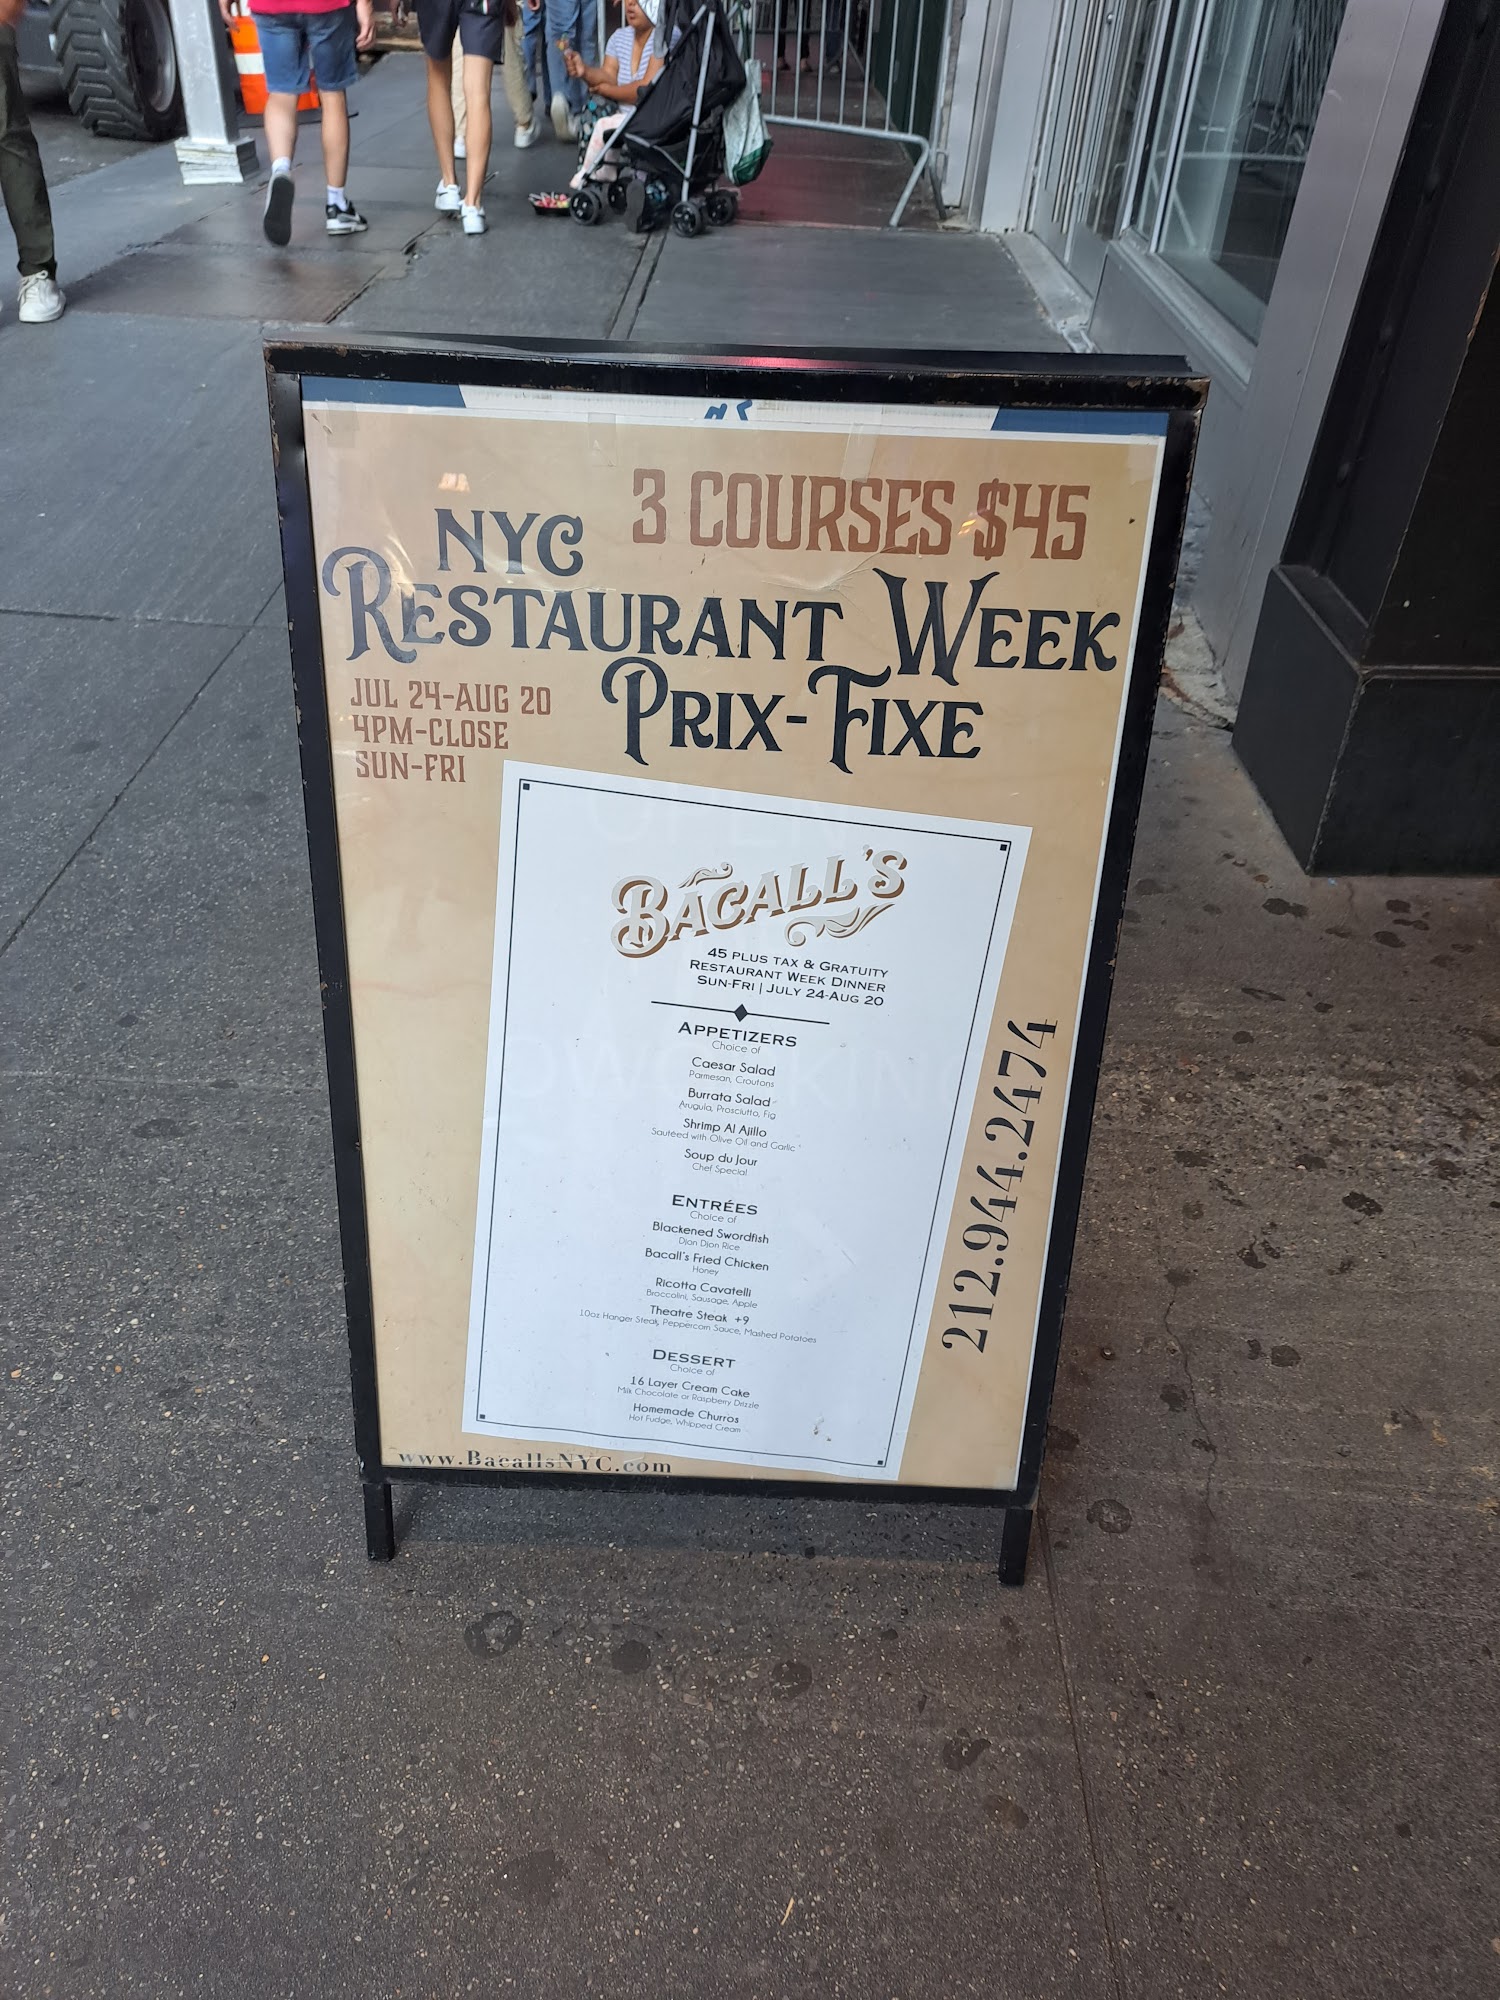 3 COURSES $45
NYC
RESTAURANT WEEK
PRIX-FIXE
JUL 24-AUG 20
4PM-CLOSE
SUN-FRI
BACALL'S
45 PLUS TAX & GRATUITY
RESTAURANT WEEK DINNER
SUN-FRI | JULY 24-AUG 20
APPETIZERS
Choice of
Caesar Salad
Parmesan, Croutons
Burrata Salad
Arugula, Prosciutto, Fig
Shrimp Al Ajillo
Sautéed with Olive Oil and Garlic
Soup du Jour
Chef Special
ENTRÉES
Choice of
Blackened Swordfish
Djon Djon Rice
Bacall's Fried Chicken
Honey
Ricotta Cavatelli
Broccolini, Sausage, Apple
Theatre Steak +9
10oz Hanger Steak, Peppercorn Sauce, Mashed Potatoes
DESSERT
Choice of
16 Layer Cream Cake
Milk Chocolate or Raspberry Drizzle
Homemade Churros
Hot Fudge, Whipped Cream
212.944.2474
www.BacallsNYC.com